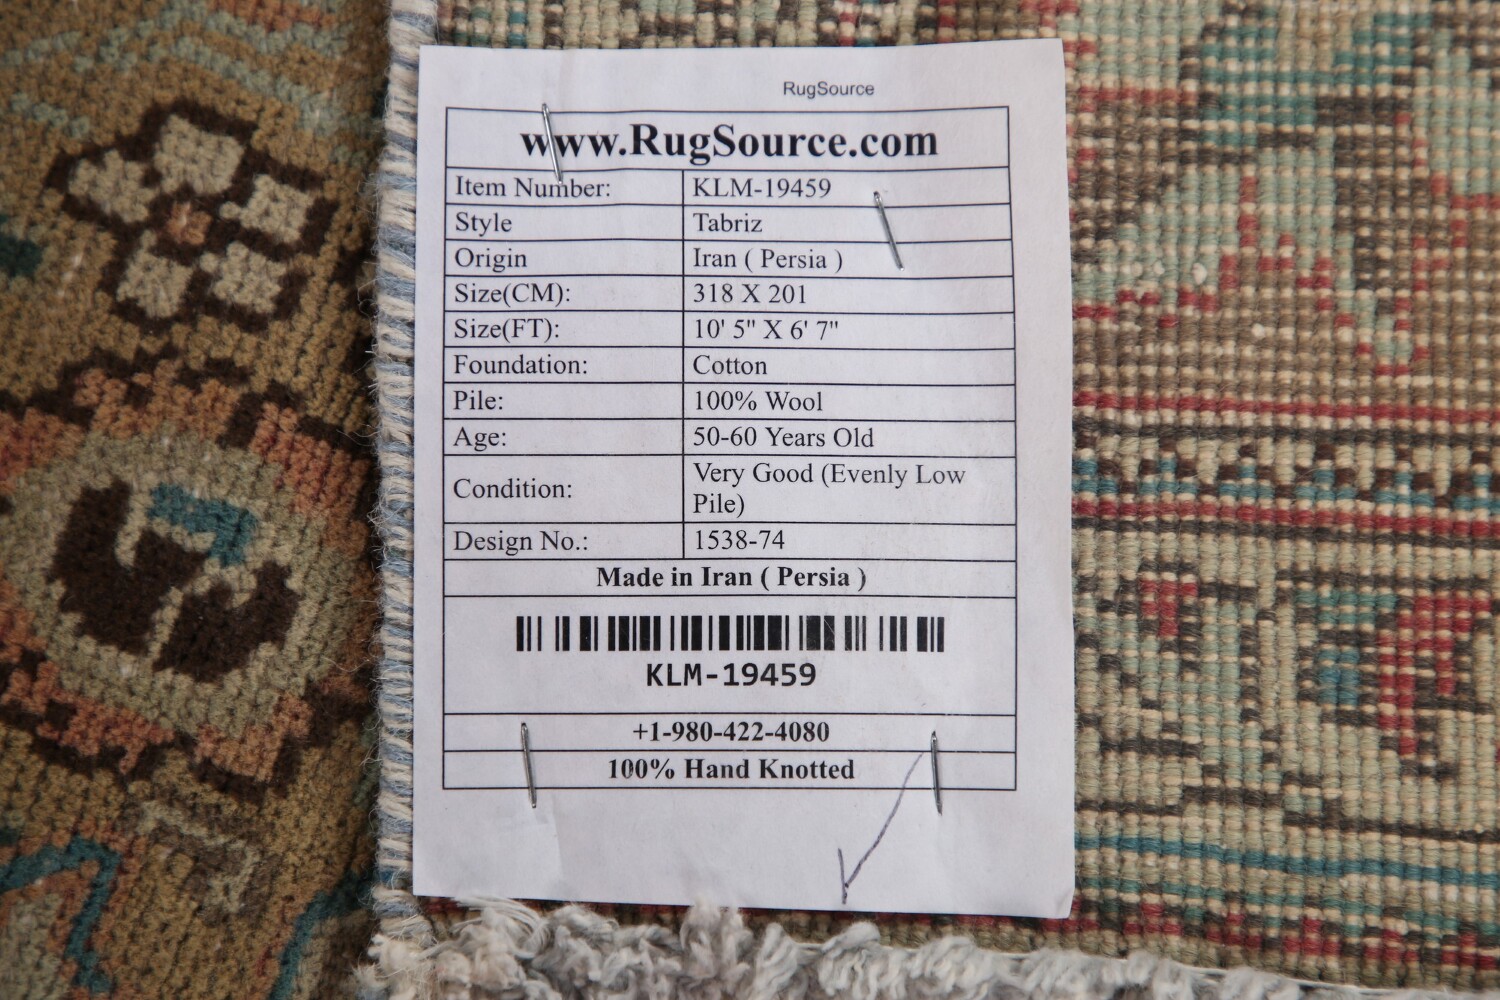 RugSource
www.RugSource.com
Item Number: KLM-19459
Style Tabriz
Origin Iran ( Persia )
Size(CM): 318 X 201
Size(FT): 10' 5" X 6' 7"
Foundation: Cotton
Pile: 100% Wool
Age: 50-60 Years Old
Condition: Very Good (Evenly Low
Pile)
Design No.: 1538-74
Made in Iran ( Persia )
KLM-19459
+1-980-422-4080
100% Hand Knotted